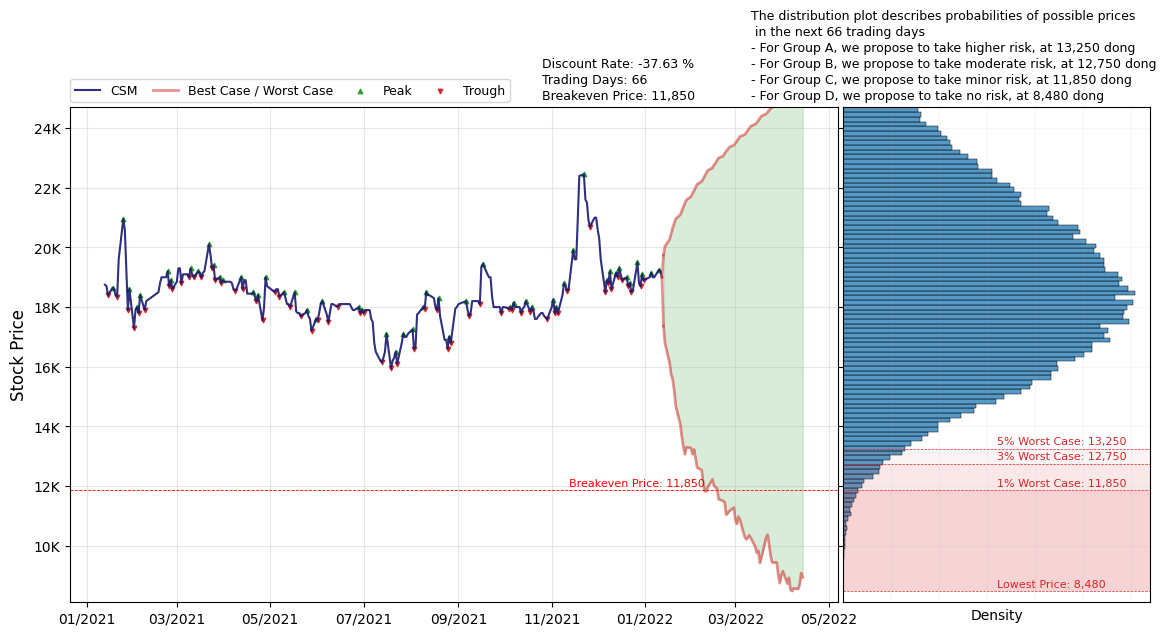 The distribution plot describes probabilities of possible prices
in the next 66 trading days
- For Group A, we propose to take higher risk, at 13,250 dong
- For Group B, we propose to take moderate risk, at 12,750 dong
- For Group C, we propose to take minor risk, at 11,850 dong
- For Group D, we propose to take no risk, at 8,480 dong
Discount Rate: -37.63 %
Trading Days: 66
Breakeven Price: 11,850
CSM
Best Case / Worst Case
Peak
Trough
Stock Price
24K
22K
20K
18K
16K
14K
12K
10K
Breakeven Price: 11,850
5% Worst Case: 13,250
3% Worst Case: 12,750
1% Worst Case: 11,850
Lowest Price: 8,480
01/2021
03/2021
05/2021
07/2021
09/2021
11/2021
01/2022
03/2022
05/2022
Density